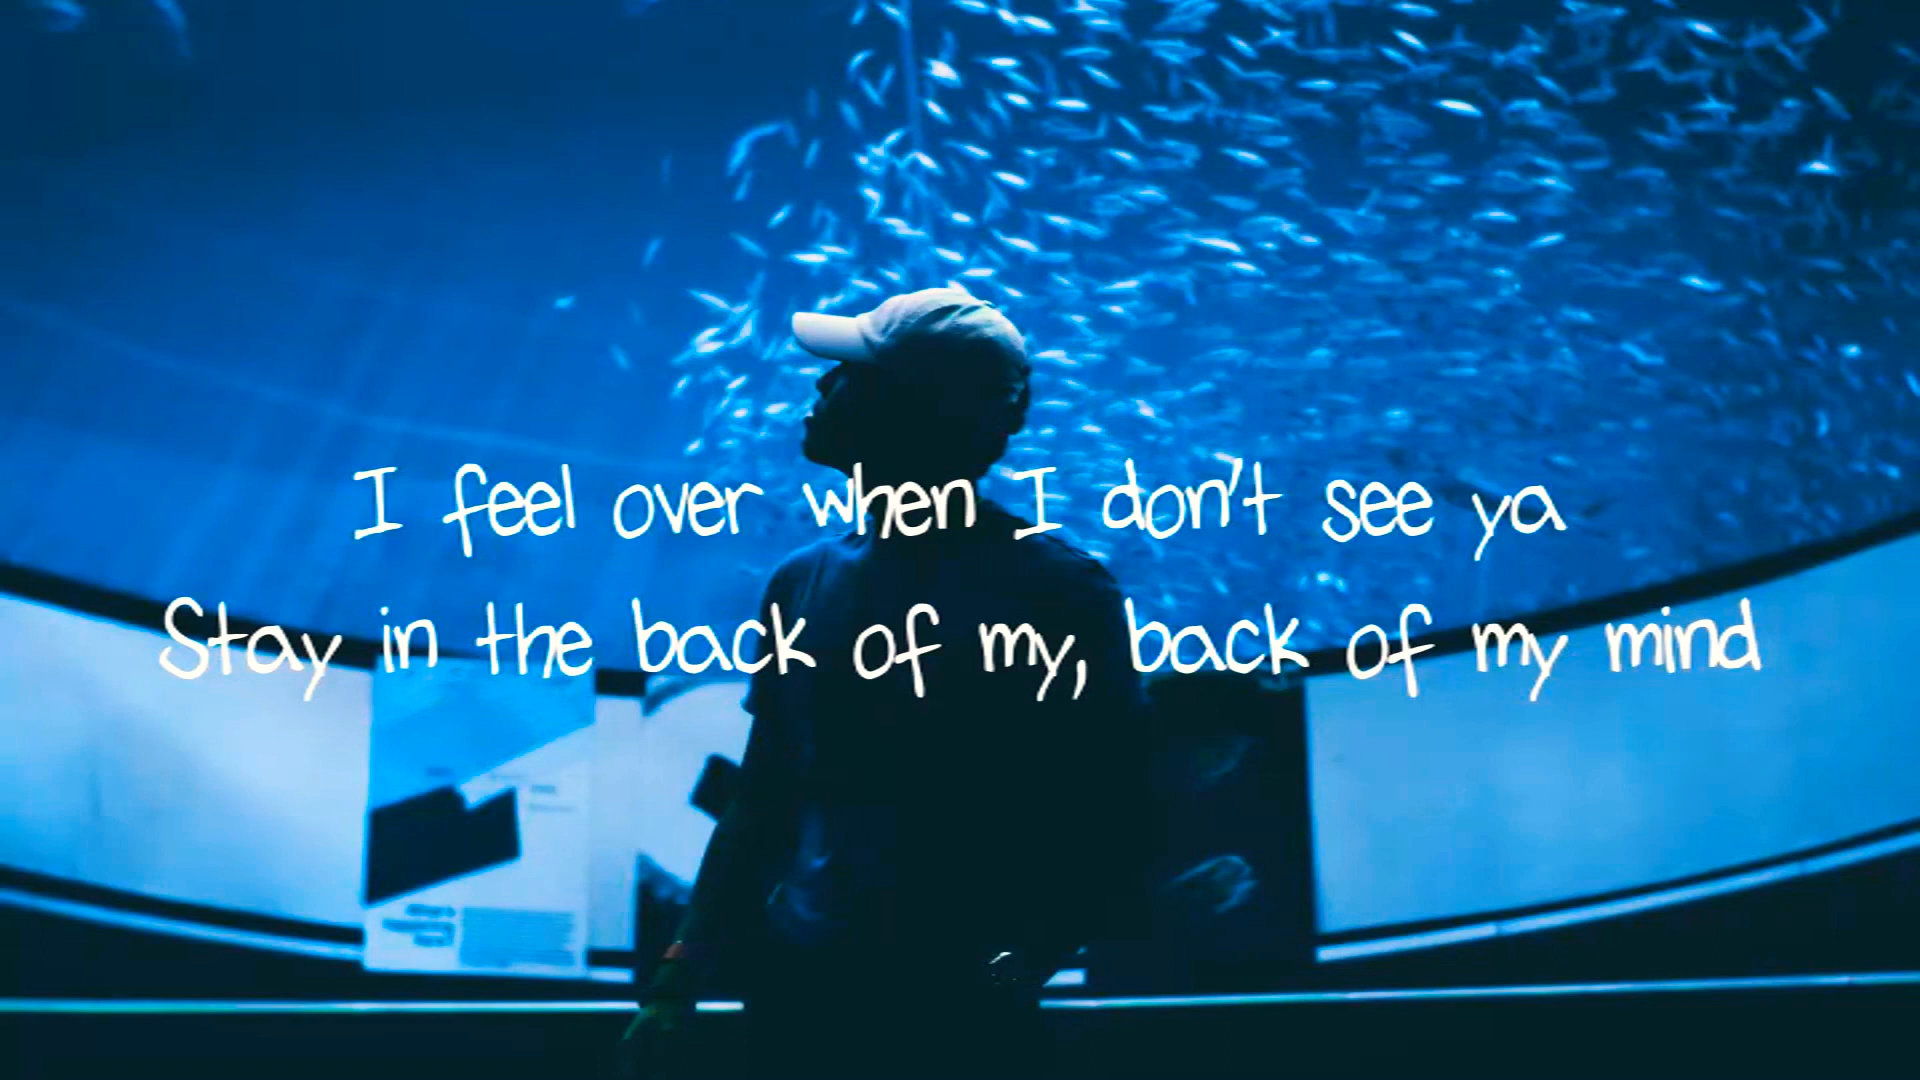 I feel over when I don't see ya
Stay in the back of my, back of my mind